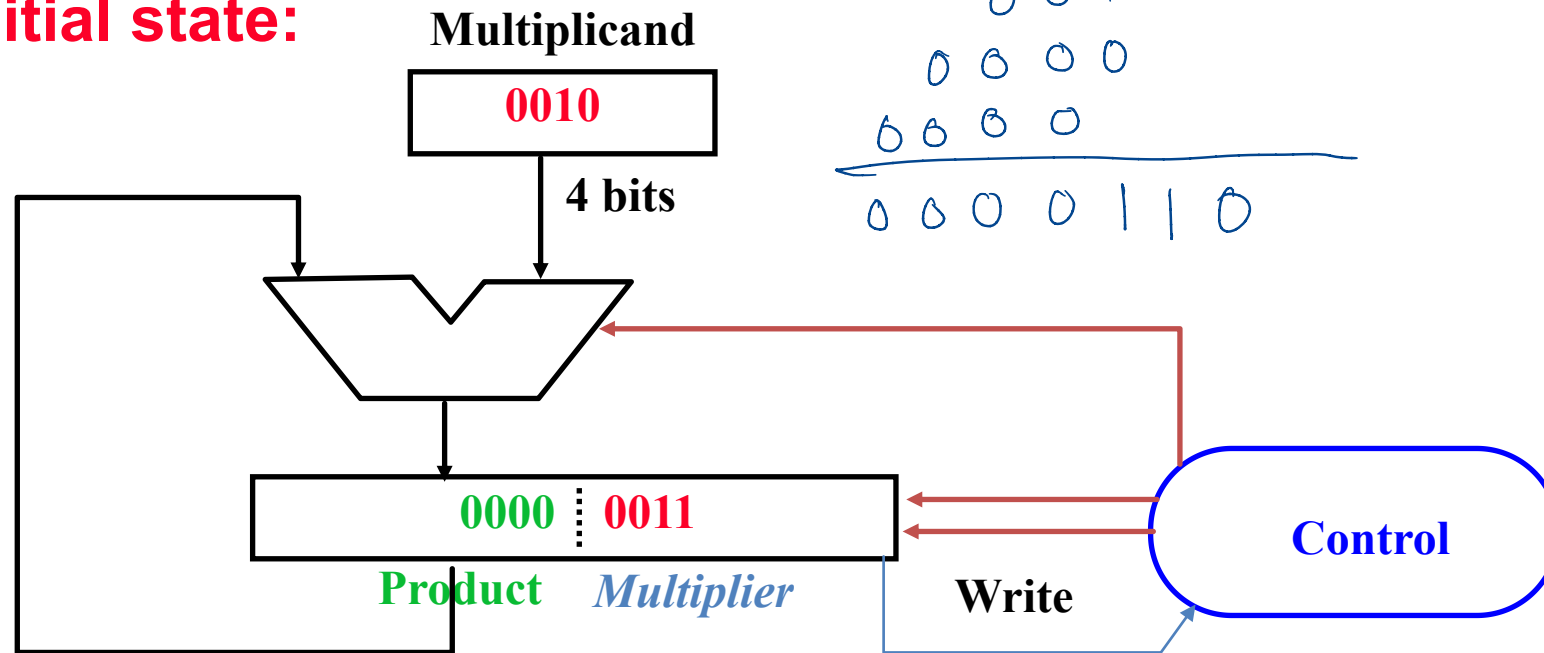 itial state:
Multiplicand
0010
0 0 0 0
0 0 0 0
0 0 0 0 1 1 0
4 bits
0000 0011
Product Multiplier
Write
Control